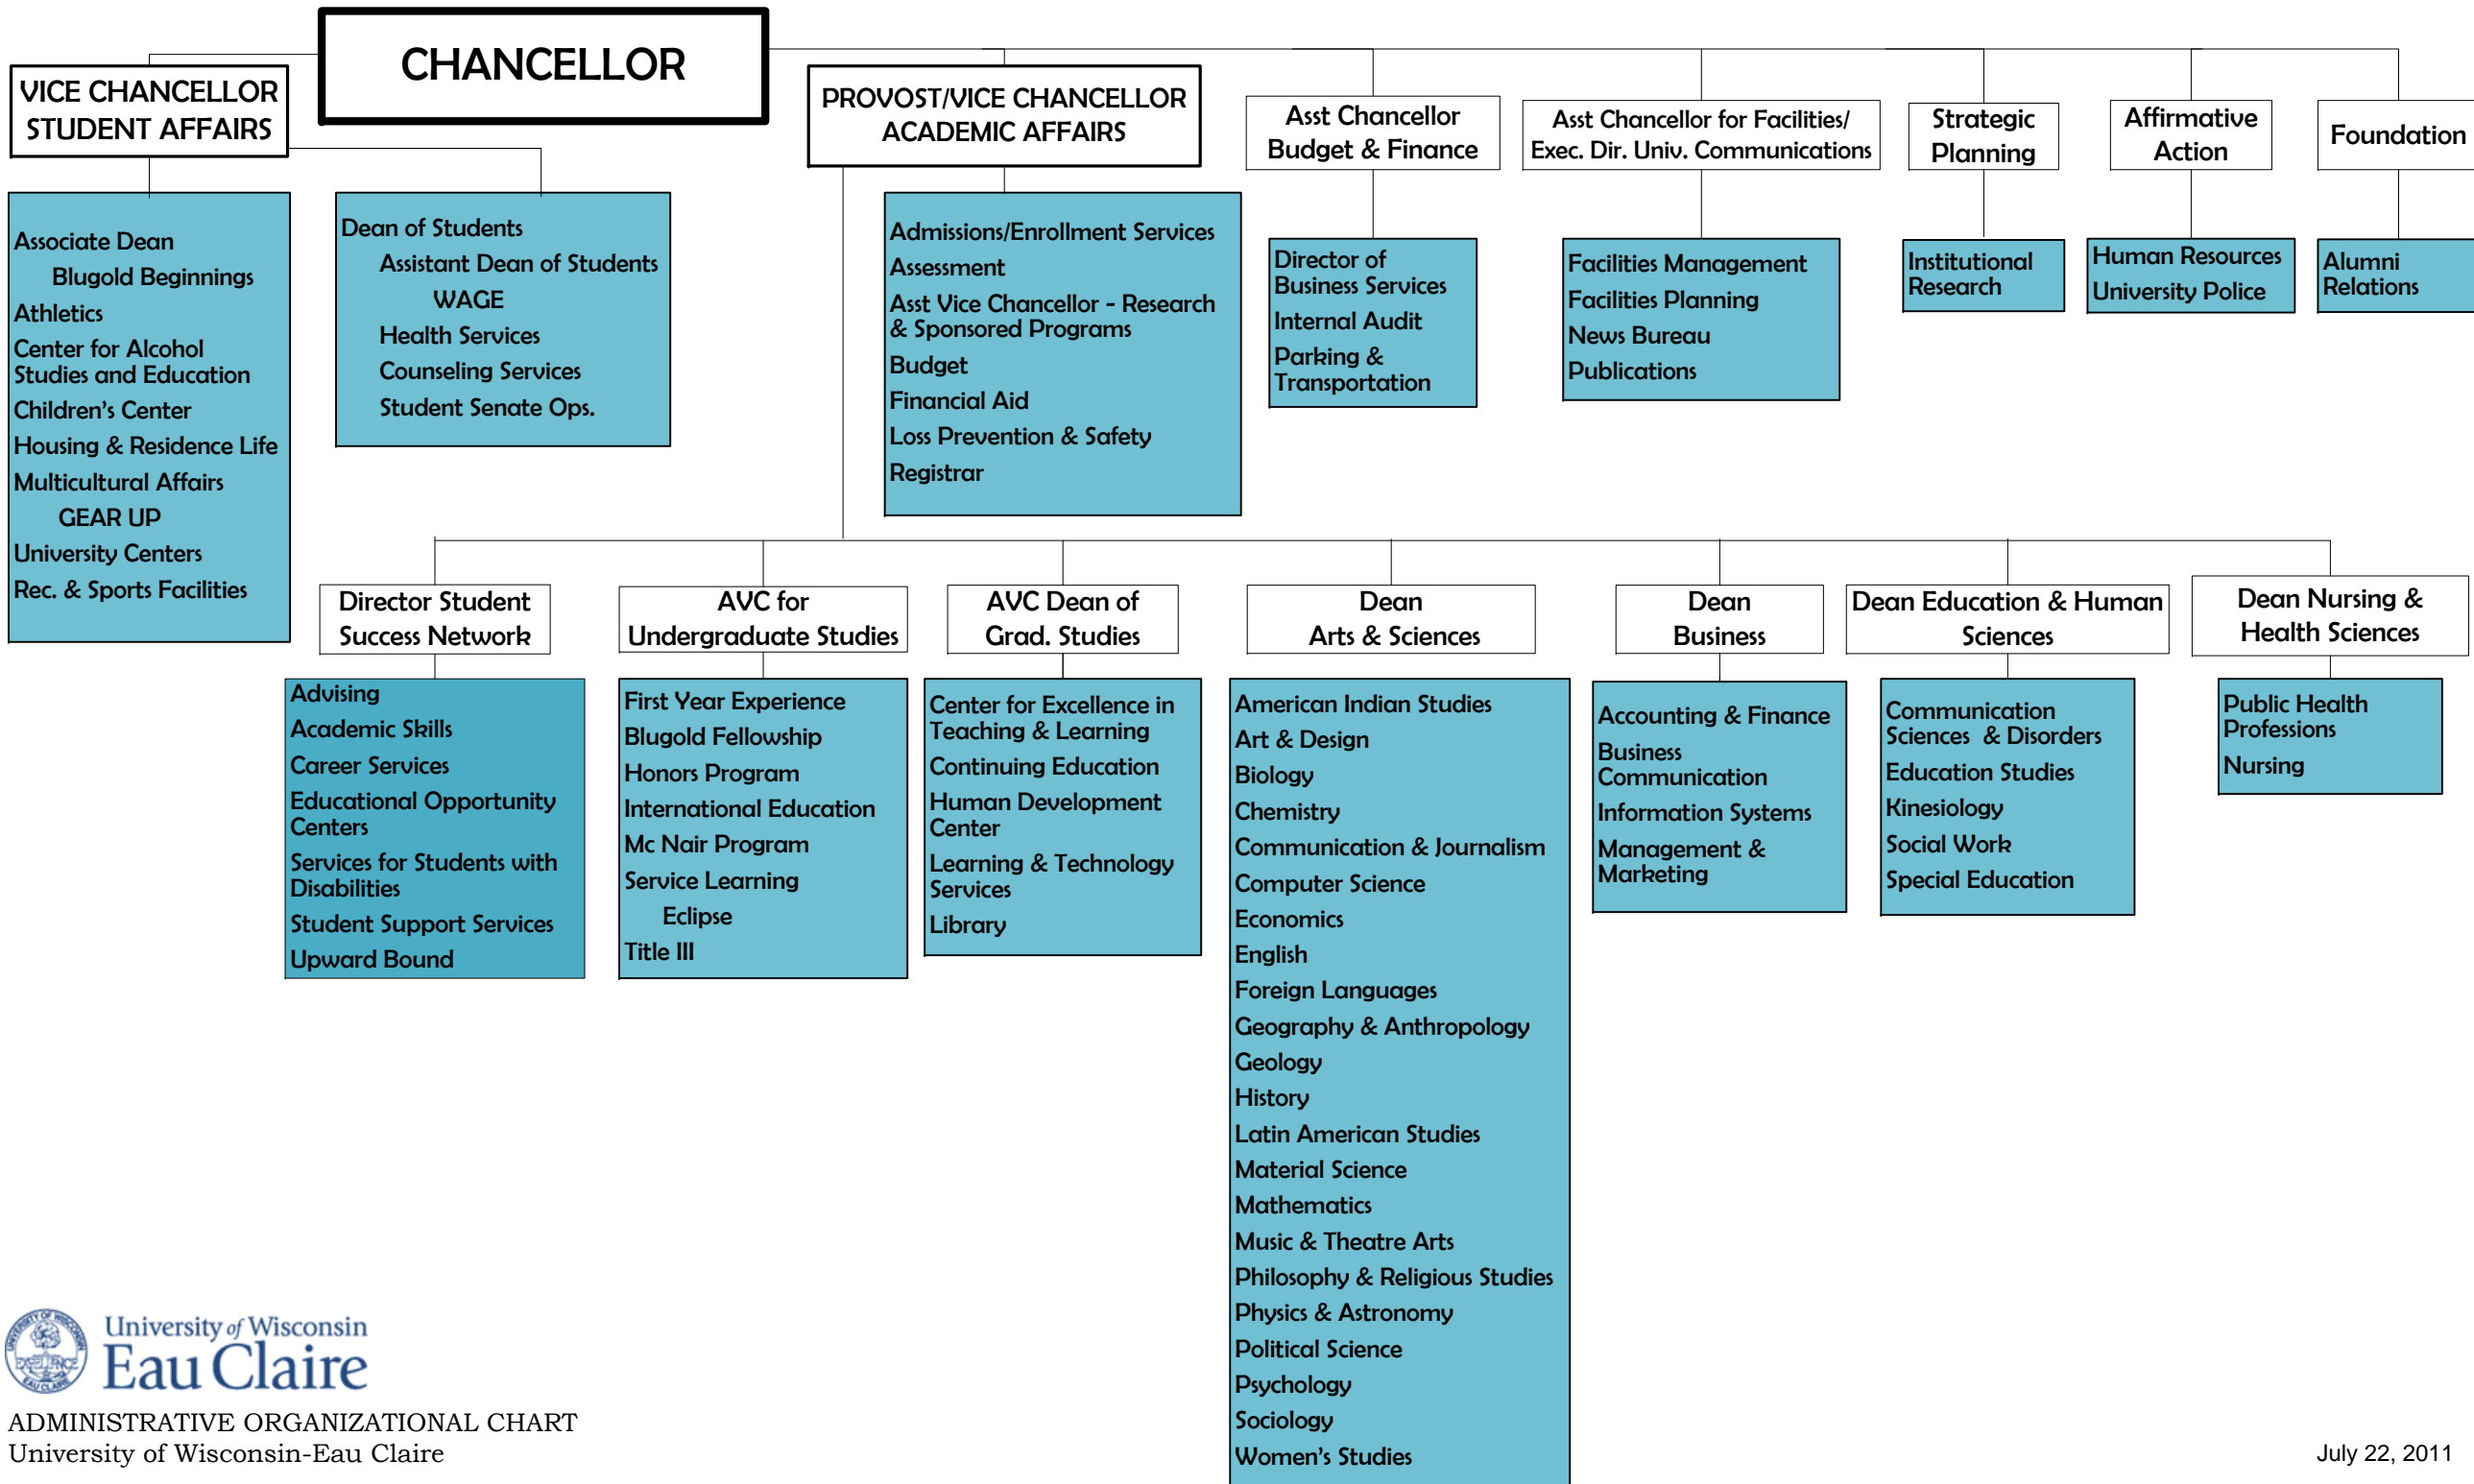 CHANCELLOR
VICE CHANCELLOR
STUDENT AFFAIRS
PROVOST/VICE CHANCELLOR
ACADEMIC AFFAIRS
Asst Chancellor
Budget & Finance
Asst Chancellor for Facilities/
Exec. Dir. Univ. Communications
Strategic
Planning
Affirmative
Action
Foundation
Associate Dean
Blugold Beginnings
Athletics
Center for Alcohol
Studies and Education
Children's Center
Housing & Residence Life
Multicultural Affairs
GEAR UP
University Centers
Rec. & Sports Facilities
Dean of Students
Assistant Dean of Students
WAGE
Health Services
Counseling Services
Student Senate Ops.
Admissions/Enrollment Services
Assessment
Asst Vice Chancellor - Research
& Sponsored Programs
Budget
Financial Aid
Loss Prevention & Safety
Registrar
Director of
Business Services
Internal Audit
Parking &
Transportation
Facilities Management
Facilities Planning
News Bureau
Publications
Institutional
Research
Human Resources
University Police
Alumni
Relations
Director Student
Success Network
AVC for
Undergraduate Studies
AVC Dean of
Grad. Studies
Dean
Arts & Sciences
Dean
Business
Dean Education & Human
Sciences
Dean Nursing &
Health Sciences
Advising
Academic Skills
Career Services
Educational Opportunity
Centers
Services for Students with
Disabilities
Student Support Services
Upward Bound
First Year Experience
Blugold Fellowship
Honors Program
International Education
Mc Nair Program
Service Learning
Eclipse
Title III
Center for Excellence in
Teaching & Learning
Continuing Education
Human Development
Center
Learning & Technology
Services
Library
American Indian Studies
Art & Design
Biology
Chemistry
Communication & Journalism
Computer Science
Economics
English
Foreign Languages
Geography & Anthropology
Geology
History
Latin American Studies
Material Science
Mathematics
Music & Theatre Arts
Philosophy & Religious Studies
Physics & Astronomy
Political Science
Psychology
Sociology
Women's Studies
Accounting & Finance
Business
Communication
Information Systems
Management &
Marketing
Communication
Sciences & Disorders
Education Studies
Kinesiology
Social Work
Special Education
Public Health
Professions
Nursing
UNIVERSITY OF WISCONSIN
EXCELLENCE
EAU CLAIRE
University of Wisconsin
Eau Claire
ADMINISTRATIVE ORGANIZATIONAL CHART
University of Wisconsin-Eau Claire
July 22, 2011